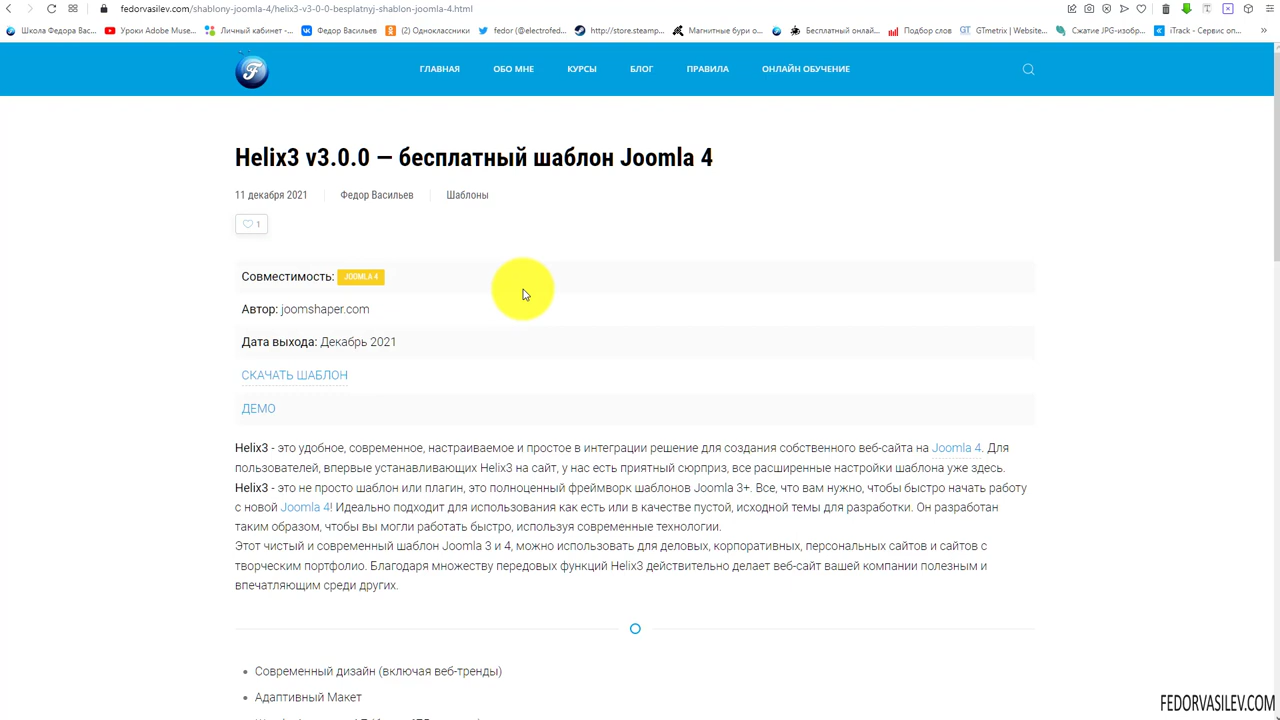 fedorvasilev.com/shablony-joomla-4/helix3-v3-0-0-besplatnyj-shablon-joomla-4.html
Школа Федора Вас... Уроки Adobe Muse... Личный кабинет -... Федор Васильев (2) Одноклассники fedor (@electrofed... http://store.steamp... Магнитные бури о... Бесплатный онлай... Подбор слов GTmetrix | Website... Сжатие JPG-изобр... iTrack - Сервис оп...
ГЛАВНАЯ ОБО МНЕ КУРСЫ БЛОГ ПРАВИЛА ОНЛАЙН ОБУЧЕНИЕ
Helix3 v3.0.0 — бесплатный шаблон Joomla 4
11 декабря 2021 Федор Васильев Шаблоны
1
Совместимость: JOOMLA 4
Автор: joomshaper.com
Дата выхода: Декабрь 2021
СКАЧАТЬ ШАБЛОН
ДЕМО
Helix3 - это удобное, современное, настраиваемое и простое в интеграции решение для создания собственного веб-сайта на Joomla 4. Для
пользователей, впервые устанавливающих Helix3 на сайт, у нас есть приятный сюрприз, все расширенные настройки шаблона уже здесь.
Helix3 - это не просто шаблон или плагин, это полноценный фреймворк шаблонов Joomla 3+. Все, что вам нужно, чтобы быстро начать работу
с новой Joomla 4! Идеально подходит для использования как есть или в качестве пустой, исходной темы для разработки. Он разработан
таким образом, чтобы вы могли работать быстро, используя современные технологии.
Этот чистый и современный шаблон Joomla 3 и 4, можно использовать для деловых, корпоративных, персональных сайтов и сайтов с
творческим портфолио. Благодаря множеству передовых функций Helix3 действительно делает веб-сайт вашей компании полезным и
впечатляющим среди других.
Современный дизайн (включая веб-тренды)
Адаптивный Макет
FEDORVASILEV.COM